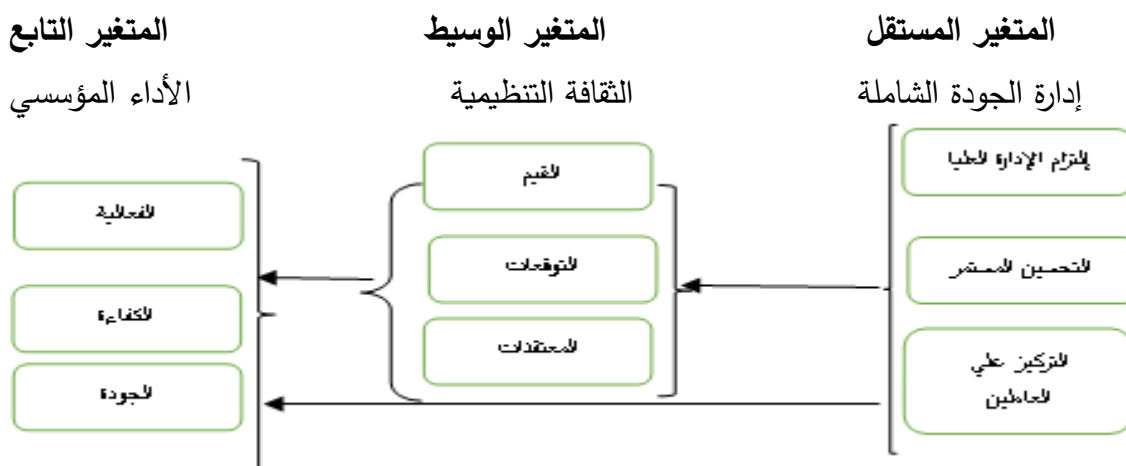 المتغير المستقل
المتغير الوسيط
المتغير التابع
إدارة الجودة الشاملة
الثقافة التنظيمية
الأداء المؤسسي
إلتزام الإدارة العليا
التحسين المستمر
التركيز علي
العاملين
القيم
التوقعات
المعتقدات
الفعالية
الكفاءة
الجودة